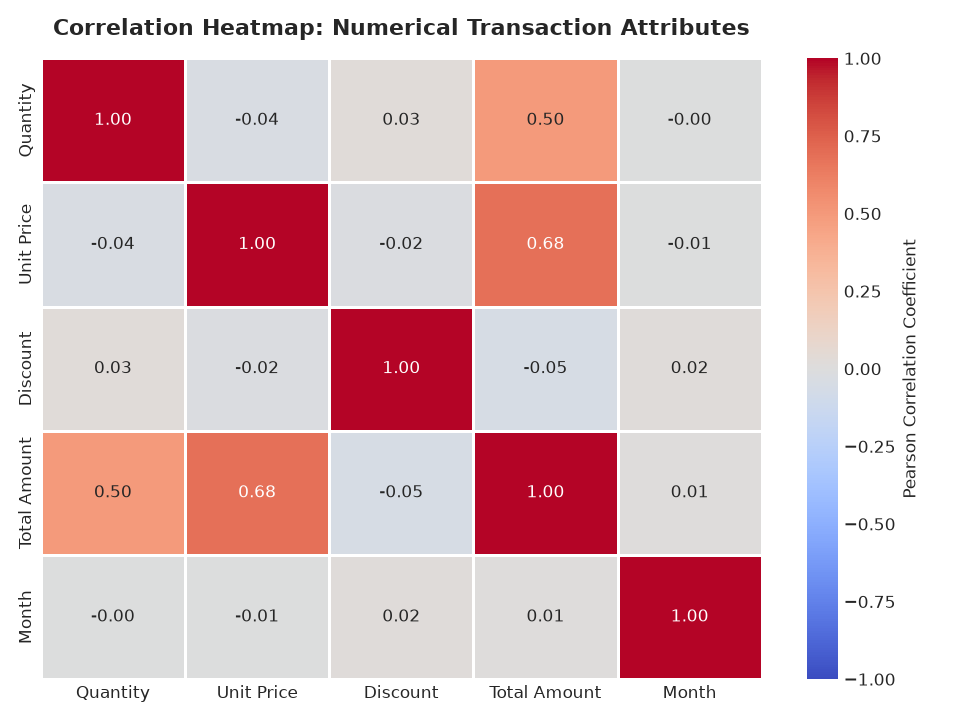 Correlation Heatmap: Numerical Transaction Attributes
Quantity 1.00 -0.04 0.03 0.50 -0.00
Unit Price -0.04 1.00 -0.02 0.68 -0.01
Discount 0.03 -0.02 1.00 -0.05 0.02
Total Amount 0.50 0.68 -0.05 1.00 0.01
Month -0.00 -0.01 0.02 0.01 1.00
Quantity Unit Price Discount Total Amount Month
1.00
0.75
0.50
0.25
0.00
−0.25
−0.50
−0.75
−1.00
Pearson Correlation Coefficient